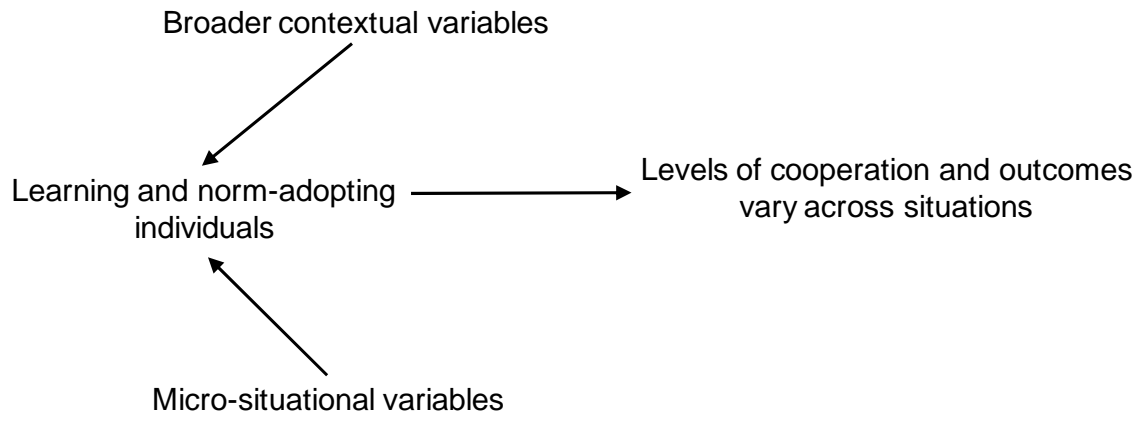 Broader contextual variables
Learning and norm-adopting
individuals
Levels of cooperation and outcomes
vary across situations
Micro-situational variables